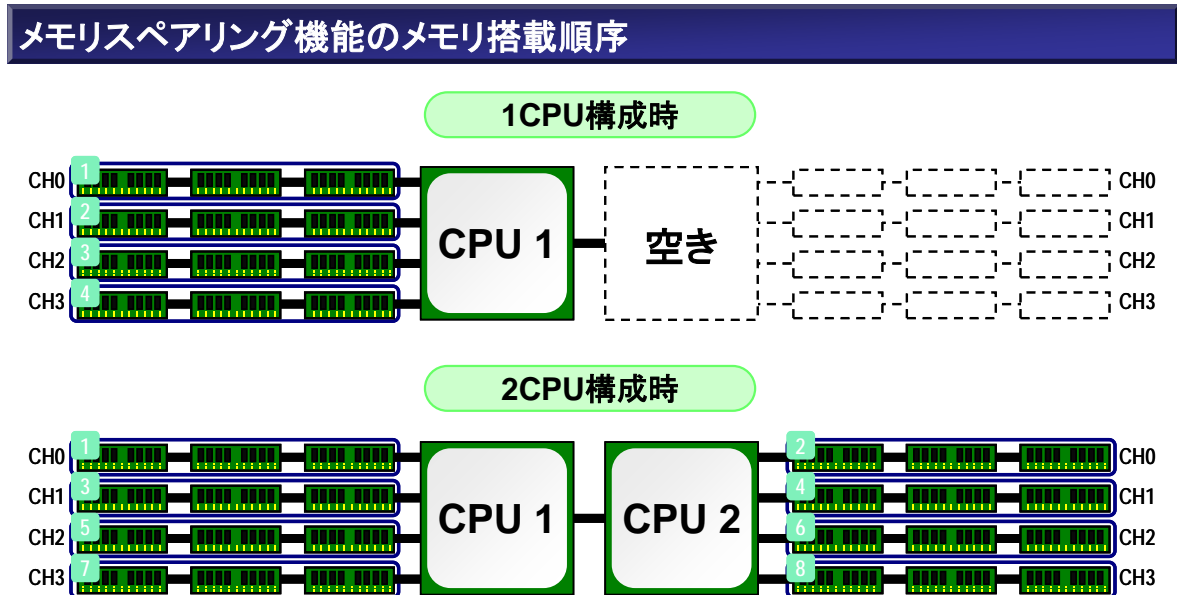 メモリスペアリング機能のメモリ搭載順序
1CPU構成時
CH0 1 CH0
CH1 2 CH1
CH2 3 CH2
CH3 4 CH3
CPU 1 空き
2CPU構成時
CH0 1 2 CH0
CH1 3 4 CH1
CH2 5 6 CH2
CH3 7 8 CH3
CPU 1 CPU 2